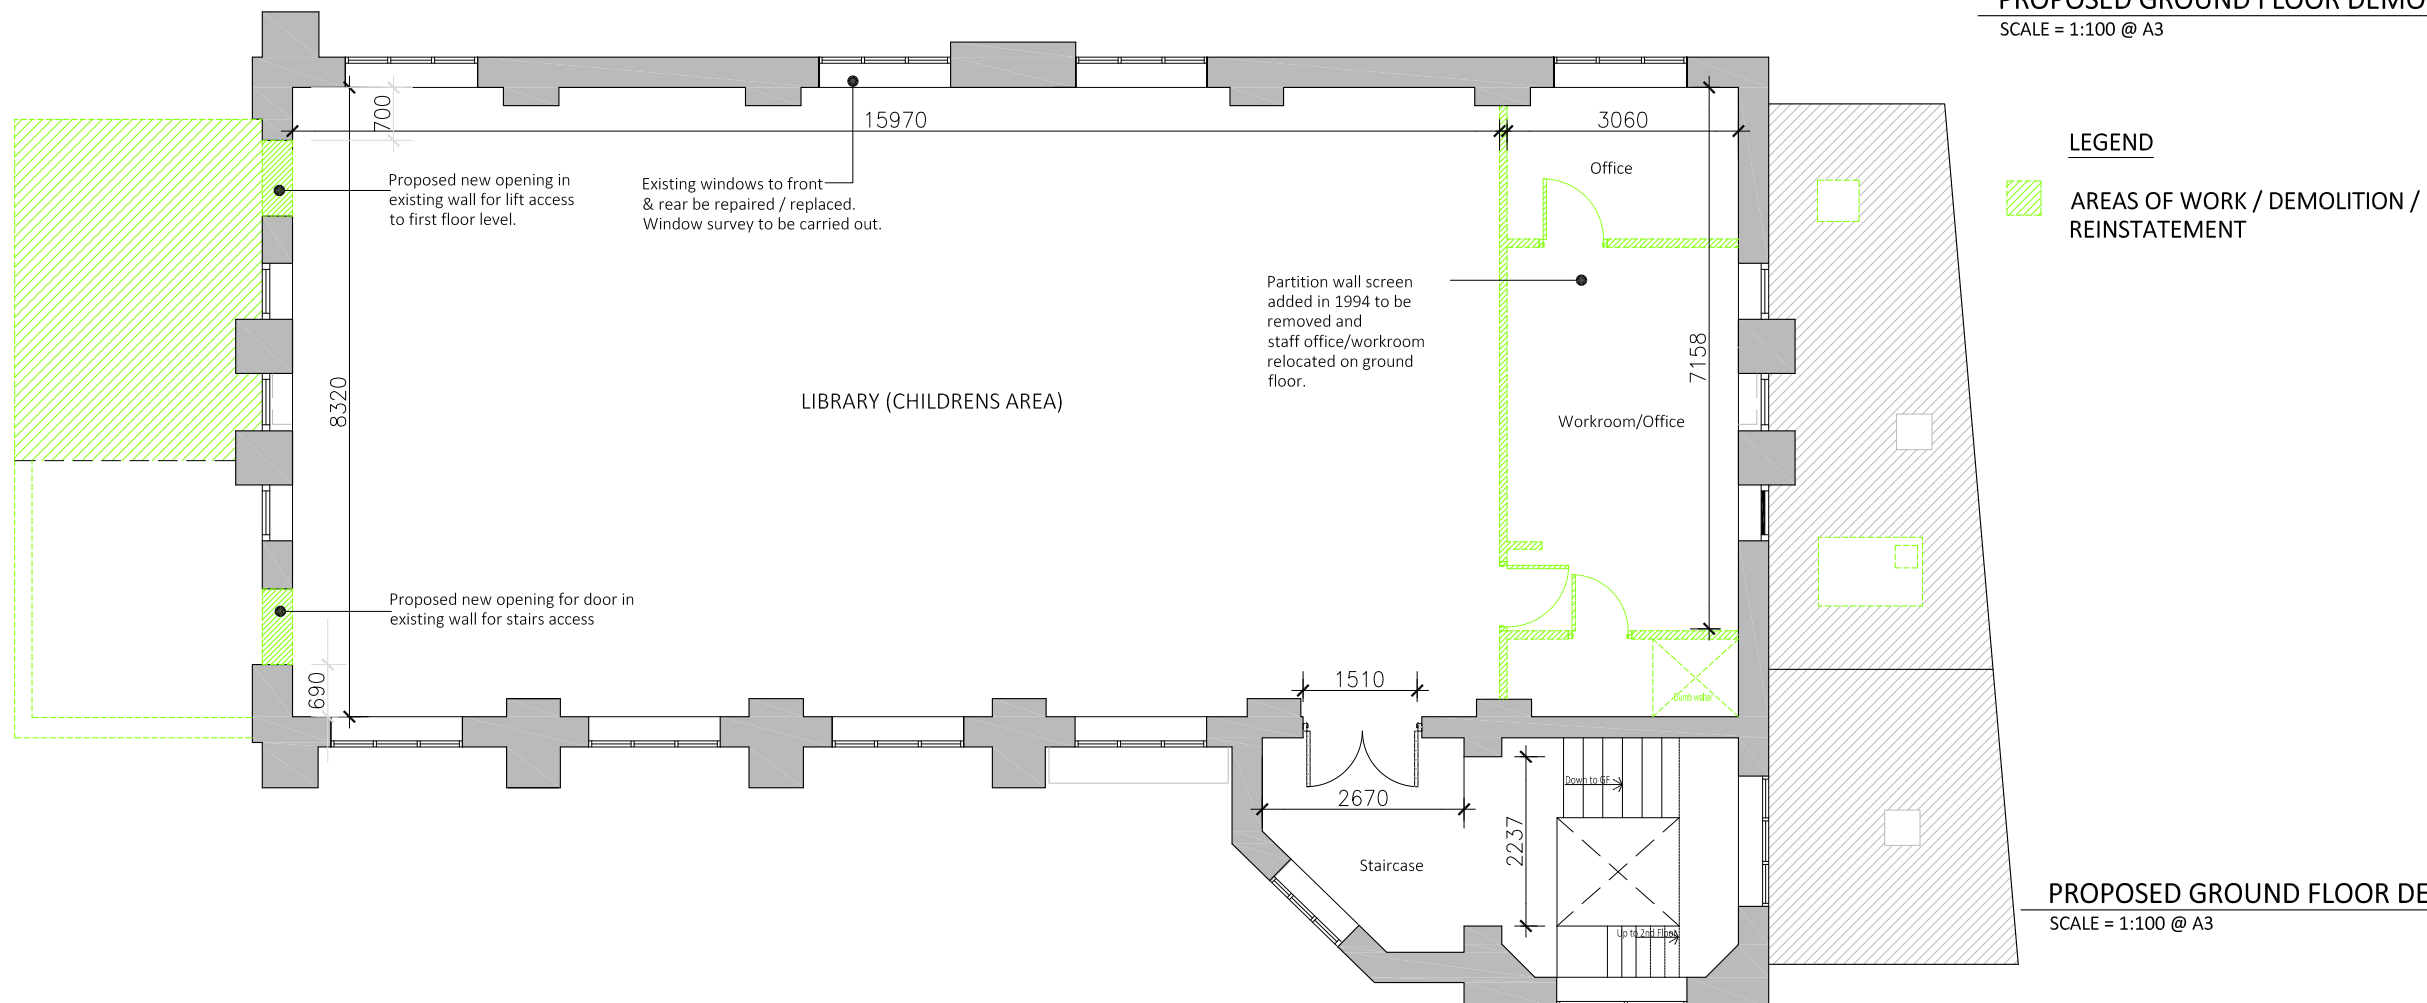 PROPOSED GROUND FLOOR DEMO
SCALE = 1:100 @ A3
LEGEND
AREAS OF WORK / DEMOLITION /
REINSTATEMENT
700
15970
3060
Office
Proposed new opening in
existing wall for lift access
to first floor level.
Existing windows to front
& rear be repaired / replaced.
Window survey to be carried out.
Partition wall screen
added in 1994 to be
removed and
staff office/workroom
relocated on ground
floor.
7158
8320
LIBRARY (CHILDRENS AREA)
Workroom/Office
Proposed new opening for door in
existing wall for stairs access
690
1510
Dumb waiter
Down to GF
2670
2237
Staircase
Up to 2nd Floor
PROPOSED GROUND FLOOR DE
SCALE = 1:100 @ A3